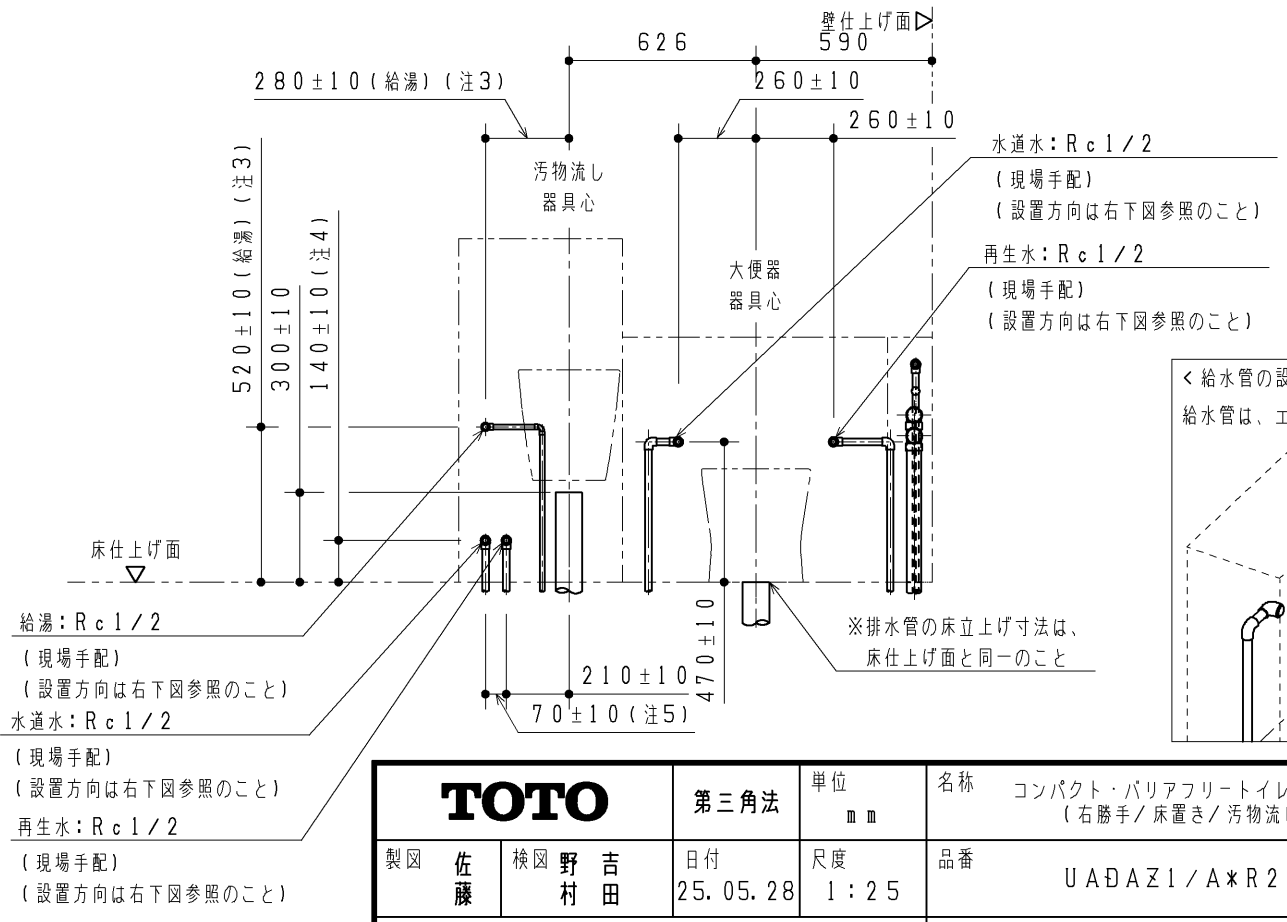 壁仕上げ面
626
590
280±10(給湯)(注3)
260±10
260±10
水道水：Rc1/2
(現場手配)
(設置方向は右下図参照のこと)
汚物流し
器具心
520±10(給湯)(注3)
300±10
140±10(注4)
大便器
器具心
再生水：Rc1/2
(現場手配)
(設置方向は右下図参照のこと)
<給水管の設
給水管は、エ
床仕上げ面
給湯：Rc1/2
(現場手配)
(設置方向は右下図参照のこと)
水道水：Rc1/2
(現場手配)
(設置方向は右下図参照のこと)
再生水：Rc1/2
(現場手配)
(設置方向は右下図参照のこと)
470±10
210±10
70±10(注5)
※排水管の床立上げ寸法は、
床仕上げ面と同一のこと
TOTO
第三角法
単位
mm
名称
コンパクト・バリアフリートイレ
(右勝手/床置き/汚物流し
製図 佐藤
検図 野村 吉田
日付
25.05.28
尺度
1:25
品番
UADAZ1/A*R2